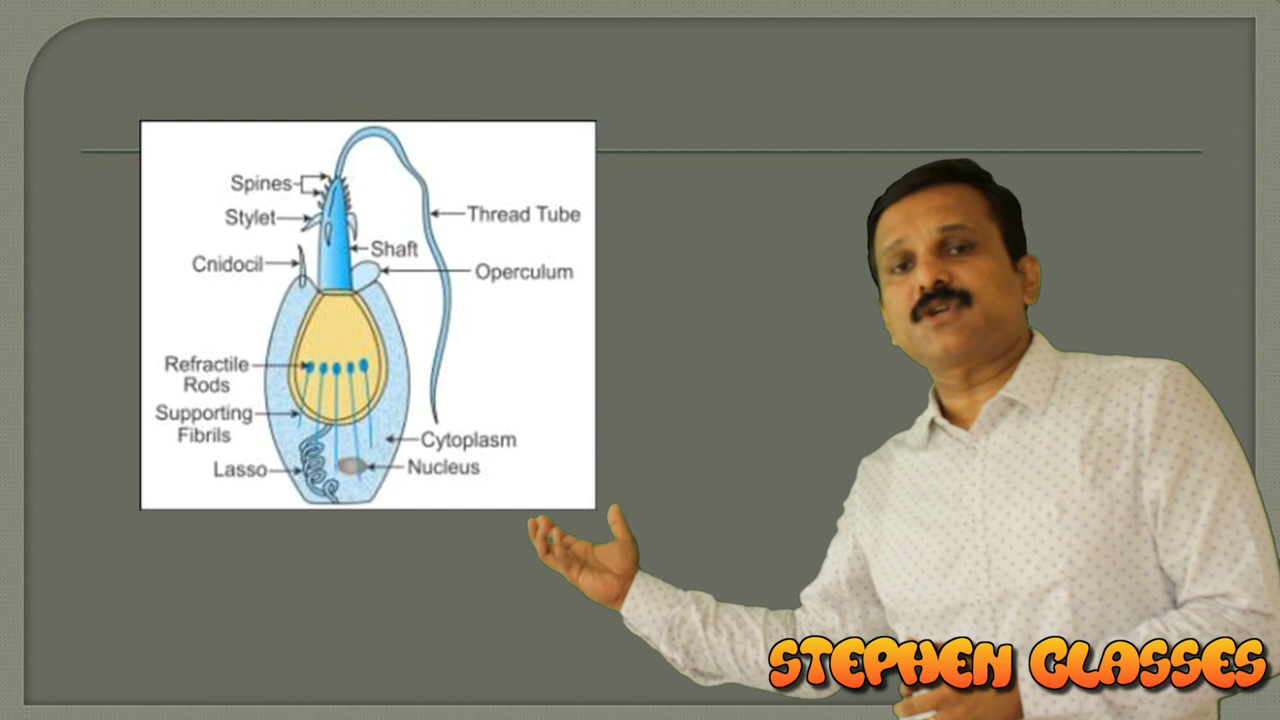 Spines
Stylet
Thread Tube
Shaft
Cnidocil
Operculum
Refractile
Rods
Supporting
Fibrils
Cytoplasm
Lasso
Nucleus
STEPHEN CLASSES